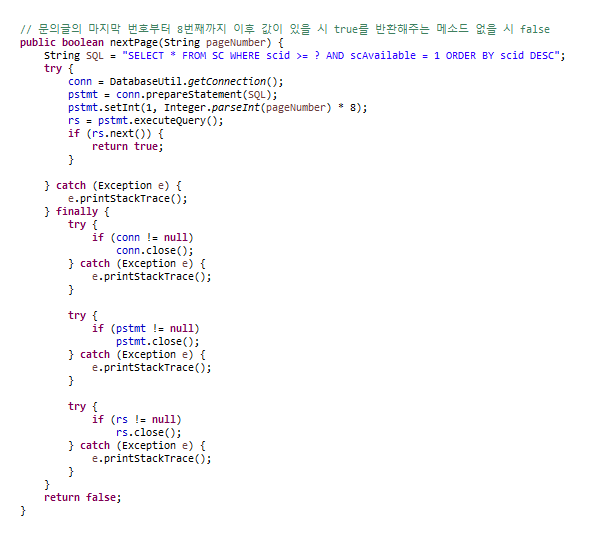 // 문의글의 마지막 번호부터 8번째까지 이후 값이 있을 시 true를 반환해주는 메소드 없을 시 false
public boolean nextPage(String pageNumber) {
    String SQL = "SELECT * FROM SC WHERE scid >= ? AND scAvailable = 1 ORDER BY scid DESC";
    try {
        conn = DatabaseUtil.getConnection();
        pstmt = conn.prepareStatement(SQL);
        pstmt.setInt(1, Integer.parseInt(pageNumber) * 8);
        rs = pstmt.executeQuery();
        if (rs.next()) {
            return true;
        }

    } catch (Exception e) {
        e.printStackTrace();
    } finally {
        try {
            if (conn != null)
                conn.close();
        } catch (Exception e) {
            e.printStackTrace();
        }

        try {
            if (pstmt != null)
                pstmt.close();
        } catch (Exception e) {
            e.printStackTrace();
        }

        try {
            if (rs != null)
                rs.close();
        } catch (Exception e) {
            e.printStackTrace();
        }
    }
    return false;
}